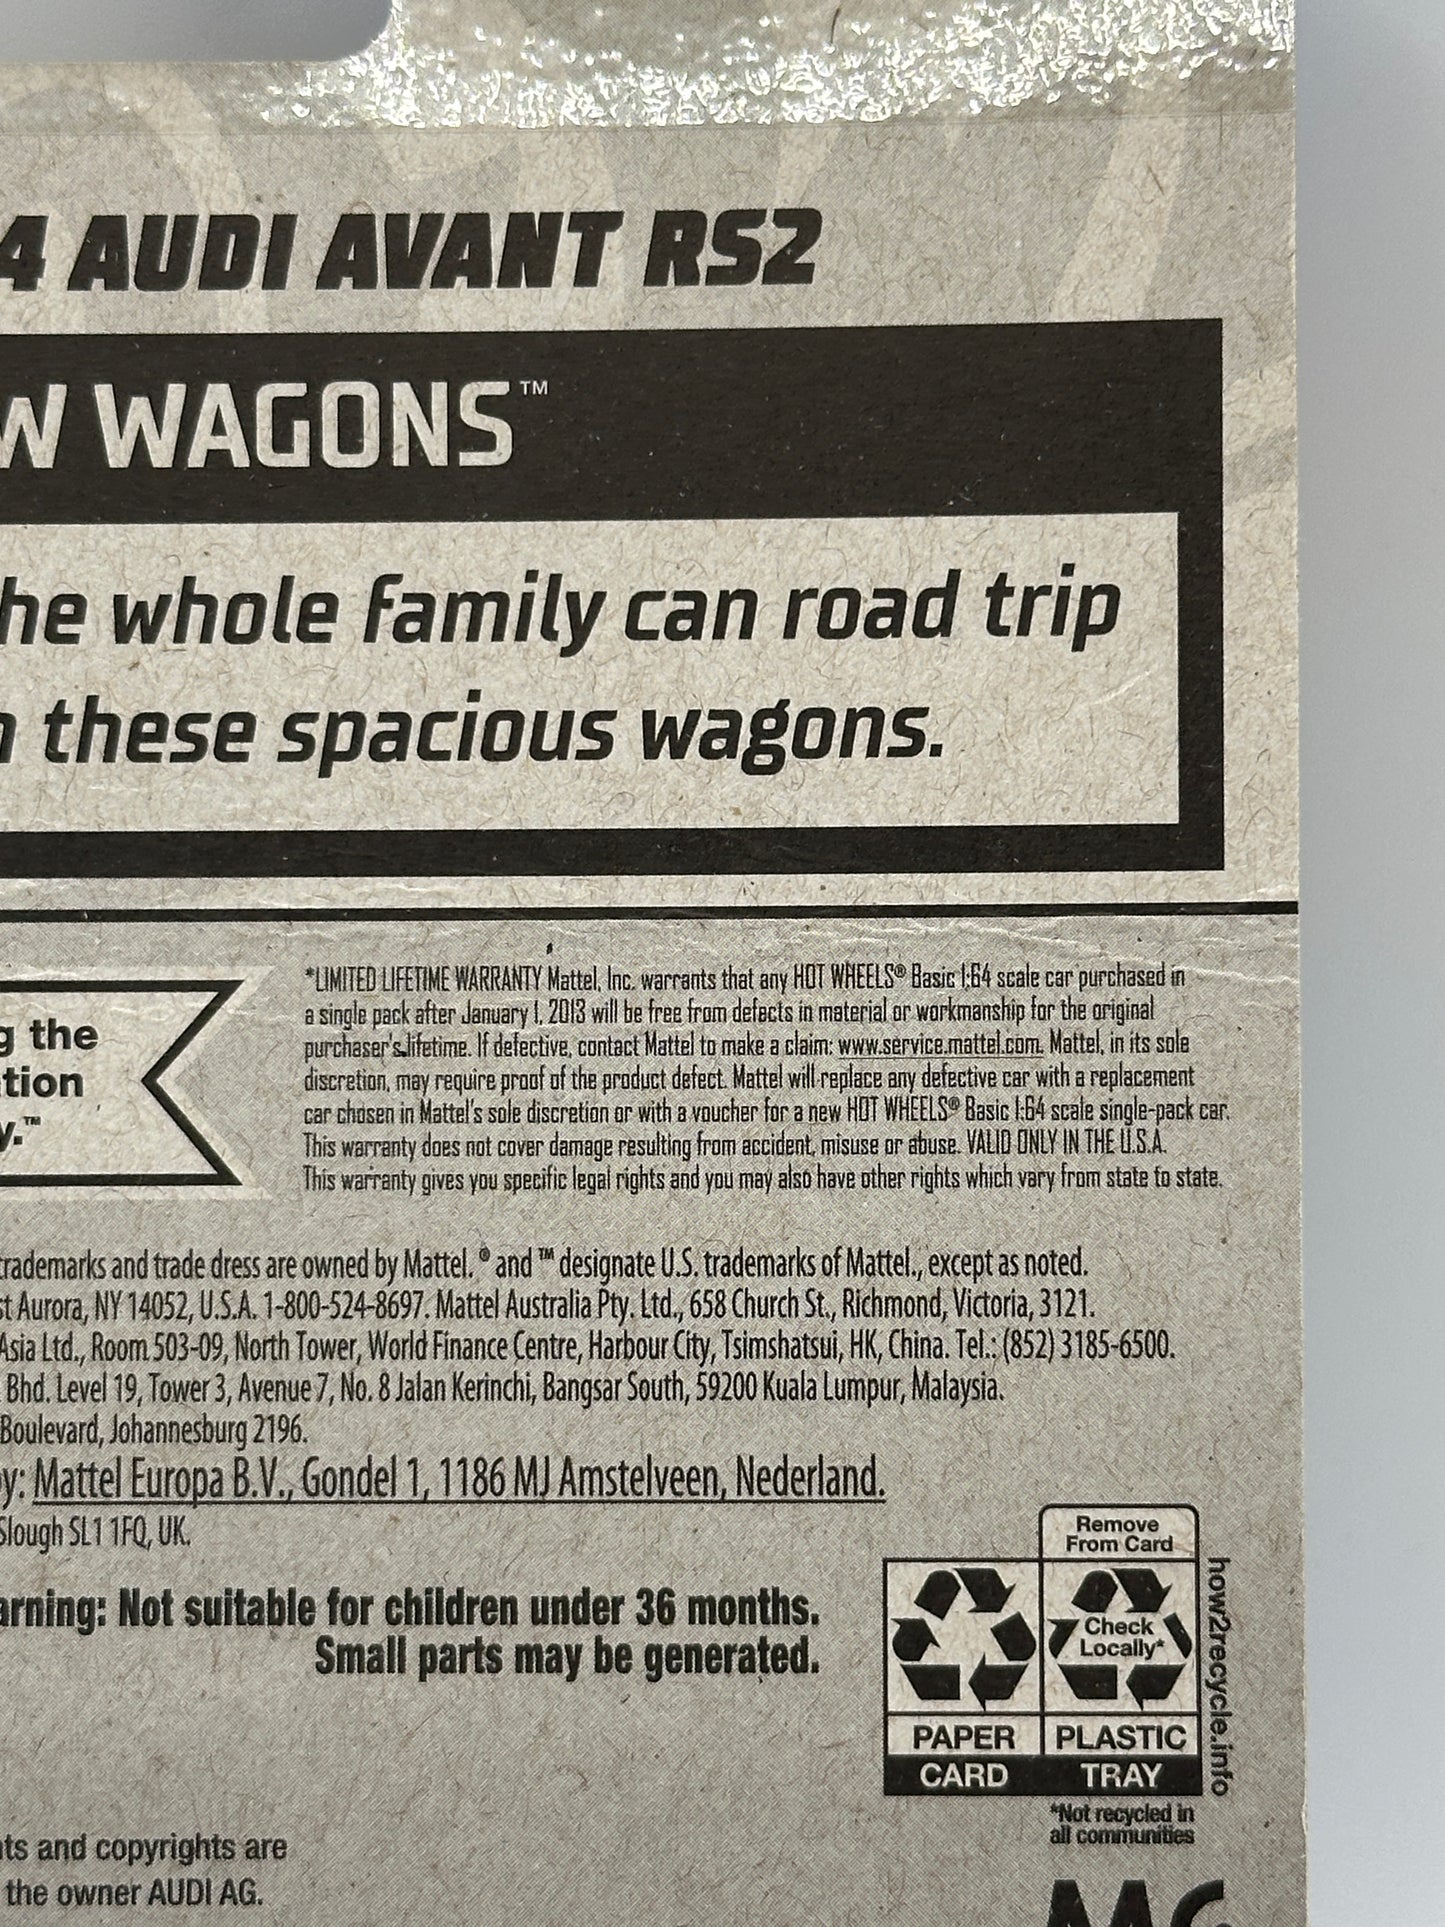 4 AUDI AVANT RS2
W WAGONS™
he whole family can road trip
n these spacious wagons.
g the
tion
y.™
*LIMITED LIFETIME WARRANTY Mattel, Inc. warrants that any HOT WHEELS® Basic 1:64 scale car purchased in
a single pack after January 1, 2013 will be free from defects in material or workmanship for the original
purchaser's lifetime. If defective, contact Mattel to make a claim: www.service.mattel.com. Mattel, in its sole
discretion, may require proof of the product defect. Mattel will replace any defective car with a replacement
car chosen in Mattel's sole discretion or with a voucher for a new HOT WHEELS® Basic 1:64 scale single-pack car.
This warranty does not cover damage resulting from accident, misuse or abuse. VALID ONLY IN THE U.S.A.
This warranty gives you specific legal rights and you may also have other rights which vary from state to state.
trademarks and trade dress are owned by Mattel. ® and ™ designate U.S. trademarks of Mattel., except as noted.
st Aurora, NY 14052, U.S.A. 1-800-524-8697. Mattel Australia Pty. Ltd., 658 Church St., Richmond, Victoria, 3121.
Asia Ltd., Room 503-09, North Tower, World Finance Centre, Harbour City, Tsimshatsui, HK, China. Tel.: (852) 3185-6500.
Bhd. Level 19, Tower 3, Avenue 7, No. 8 Jalan Kerinchi, Bangsar South, 59200 Kuala Lumpur, Malaysia.
Boulevard, Johannesburg 2196.
by: Mattel Europa B.V., Gondel 1, 1186 MJ Amstelveen, Nederland.
Slough SL1 1FQ, UK.
arning: Not suitable for children under 36 months.
Small parts may be generated.
Remove
From Card
Check
Locally*
PAPER
PLASTIC
CARD
TRAY
how2recycle.info
*Not recycled in
all communities
ts and copyrights are
the owner AUDI AG.